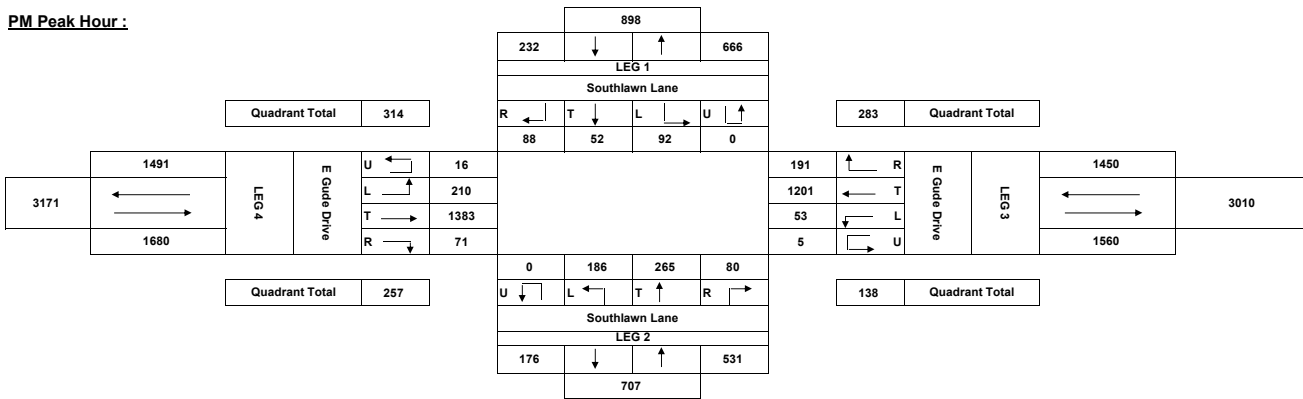 PM Peak Hour :
898
232 666
LEG 1
Southlawn Lane
Quadrant Total 314
R T L U
283 Quadrant Total
88 52 92 0
1491
U 16
191 R
1450
3171
LEG 4
E Gude Drive
L 210
1201 T
E Gude Drive
LEG 3
3010
T 1383
53 L
1680
R 71
5 U
1560
0 186 265 80
Quadrant Total 257
U L T R
138 Quadrant Total
Southlawn Lane
LEG 2
176 531
707